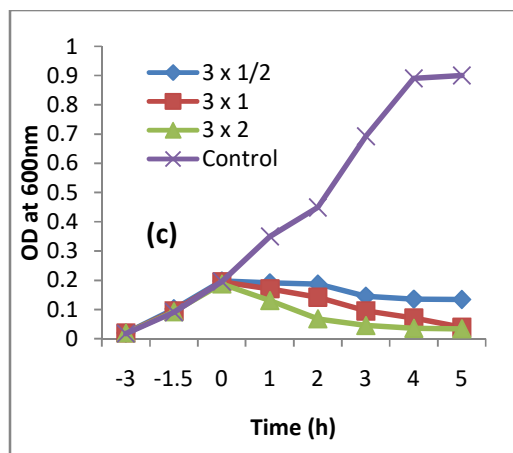 1
0.9
0.8
0.7
0.6
0.5
0.4
0.3
0.2
0.1
0
OD at 600nm
3 x 1/2
3 x 1
3 x 2
Control
(c)
-3 -1.5 0 1 2 3 4 5
Time (h)